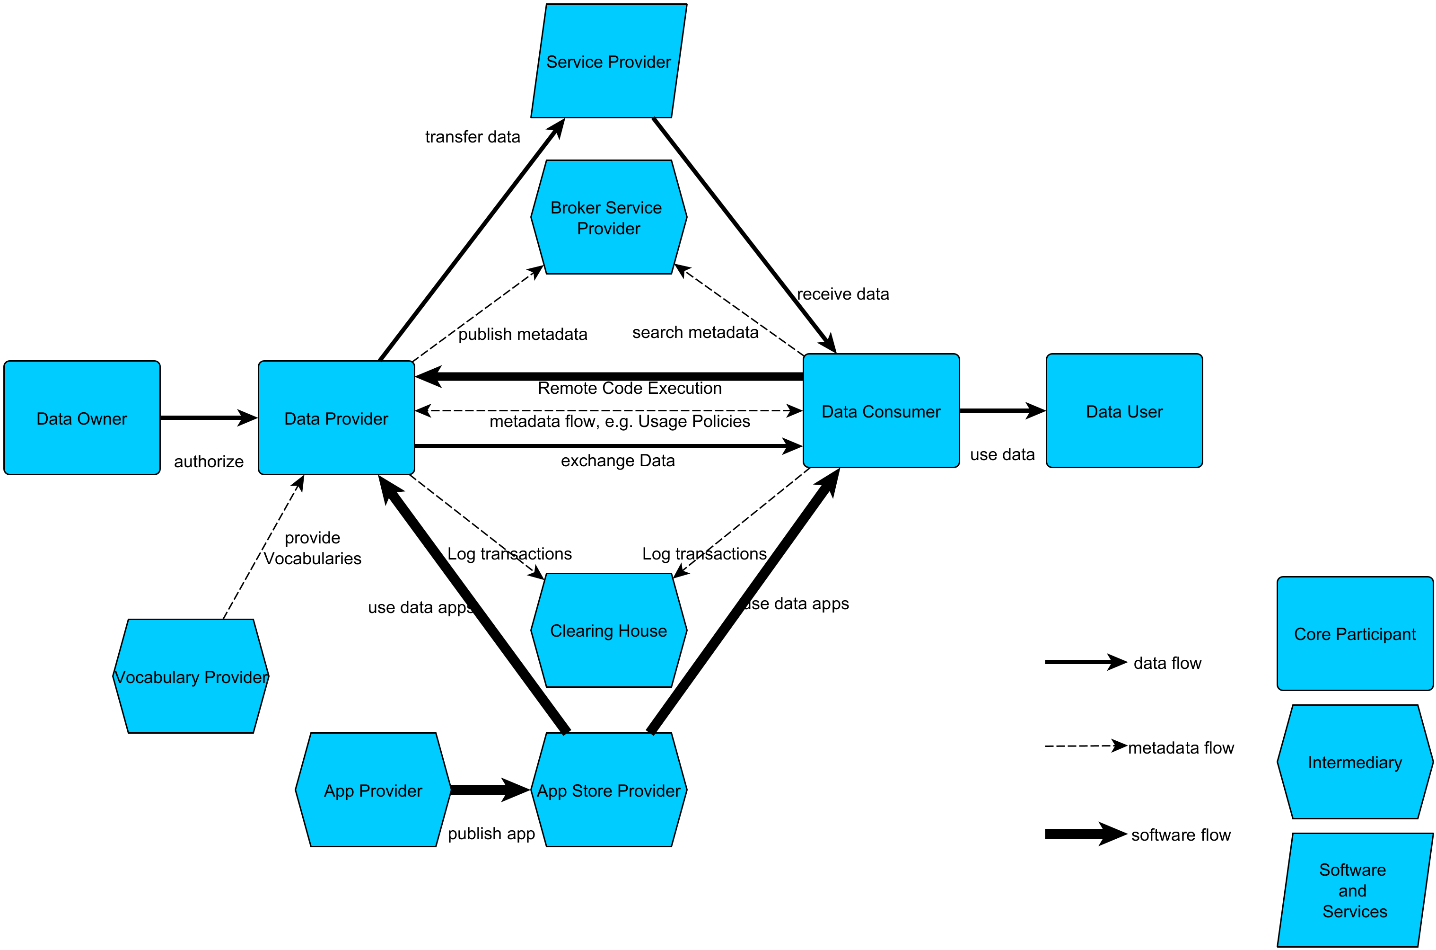 Service Provider
transfer data
Broker Service
Provider
receive data
publish metadata
search metadata
Remote Code Execution
Data Owner
Data Provider
Data Consumer
Data User
metadata flow, e.g. Usage Policies
exchange Data
authorize
use data
provide
Vocabularies
Log transactions
Log transactions
use data apps
use data apps
Clearing House
Core Participant
data flow
Vocabulary Provider
metadata flow
Intermediary
App Provider
App Store Provider
publish app
software flow
Software
and
Services